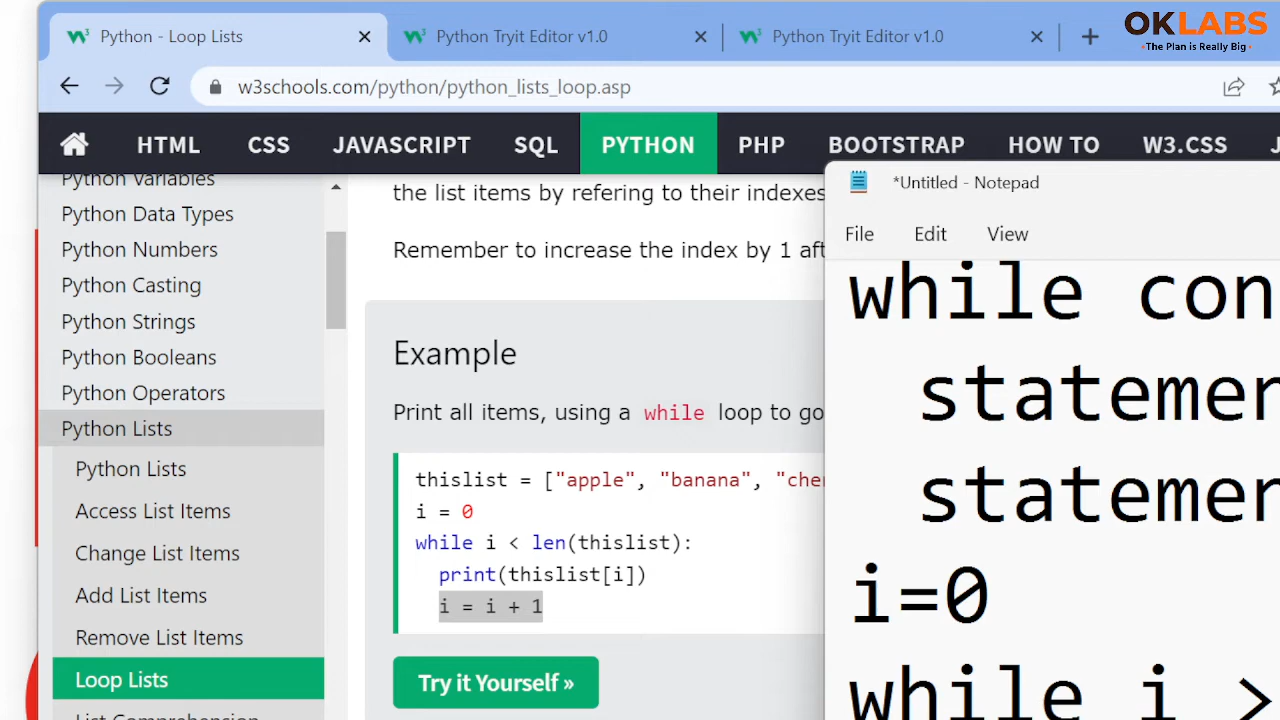 OKLABS
The Plan is Really Big
Python - Loop Lists
Python Tryit Editor v1.0
Python Tryit Editor v1.0
w3schools.com/python/python_lists_loop.asp
HTML CSS JAVASCRIPT SQL PYTHON PHP BOOTSTRAP HOW TO W3.CSS J
Python Variables
Python Data Types
Python Numbers
Python Casting
Python Strings
Python Booleans
Python Operators
Python Lists
Python Lists
Access List Items
Change List Items
Add List Items
Remove List Items
Loop Lists
List Comprehension
the list items by refering to their indexes
Remember to increase the index by 1 aft
Example
Print all items, using a while loop to go
thislist = ["apple", "banana", "cher
i = 0
while i < len(thislist):
print(thislist[i])
i = i + 1
Try it Yourself »
*Untitled - Notepad
File Edit View
while con
statemen
statemen
i=0
while i >